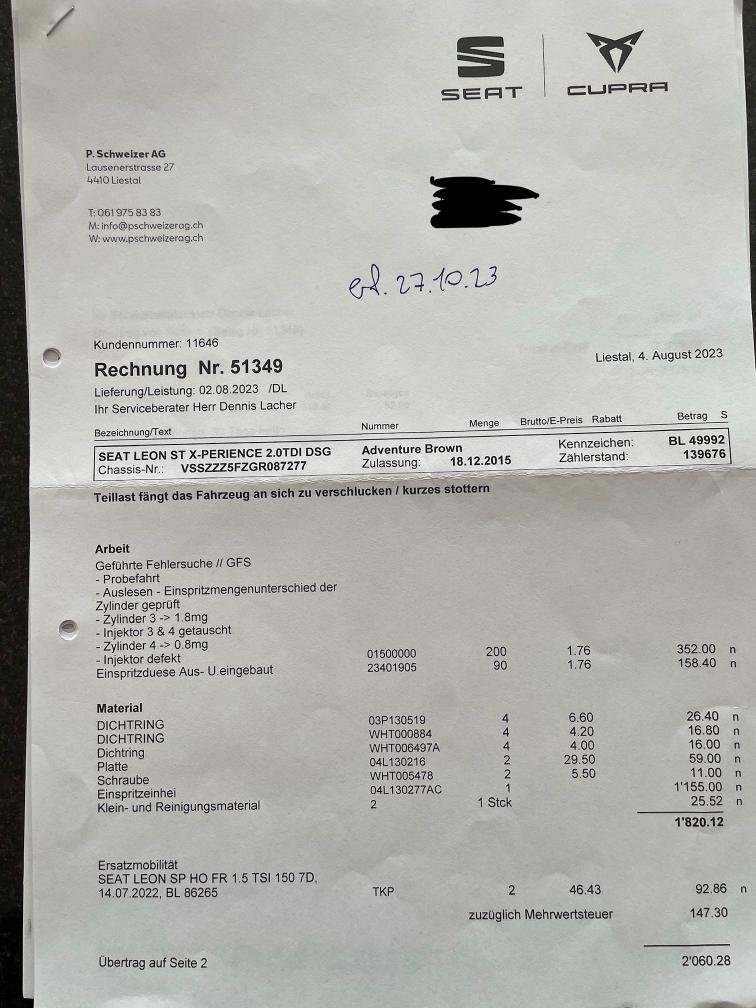 SEAT CUPRA
P. Schweizer AG
Lausenerstrasse 27
4410 Liestal
T: 061 975 83 83
M: info@pschweizerag.ch
W: www.pschweizerag.ch
erl. 27.10.23
Kundennummer: 11646
Rechnung Nr. 51349
Liestal, 4. August 2023
Lieferung/Leistung: 02.08.2023 /DL
Ihr Serviceberater Herr Dennis Lacher
Bezeichnung/Text Nummer Menge Brutto/E-Preis Rabatt Betrag S
SEAT LEON ST X-PERIENCE 2.0TDI DSG Adventure Brown Kennzeichen: BL 49992
Chassis-Nr.: VSSZZZ5FZGR087277 Zulassung: 18.12.2015 Zählerstand: 139676
Teillast fängt das Fahrzeug an sich zu verschlucken / kurzes stottern
Arbeit
Geführte Fehlersuche // GFS
- Probefahrt
- Auslesen - Einspritzmengenunterschied der
Zylinder geprüft
- Zylinder 3 -> 1.8mg
- Injektor 3 & 4 getauscht
- Zylinder 4 -> 0.8mg
- Injektor defekt 01500000 200 1.76 352.00 n
Einspritzduese Aus- U.eingebaut 23401905 90 1.76 158.40 n
Material
DICHTRING 03P130519 4 6.60 26.40 n
DICHTRING WHT000884 4 4.20 16.80 n
Dichtring WHT006497A 4 4.00 16.00 n
Platte 04L130216 2 29.50 59.00 n
Schraube WHT005478 2 5.50 11.00 n
Einspritzeinhei 04L130277AC 1 1'155.00 n
Klein- und Reinigungsmaterial 2 1 Stck 25.52 n
1'820.12
Ersatzmobilität
SEAT LEON SP HO FR 1.5 TSI 150 7D,
14.07.2022, BL 86265 TKP 2 46.43 92.86 n
zuzüglich Mehrwertsteuer 147.30
Übertrag auf Seite 2 2'060.28